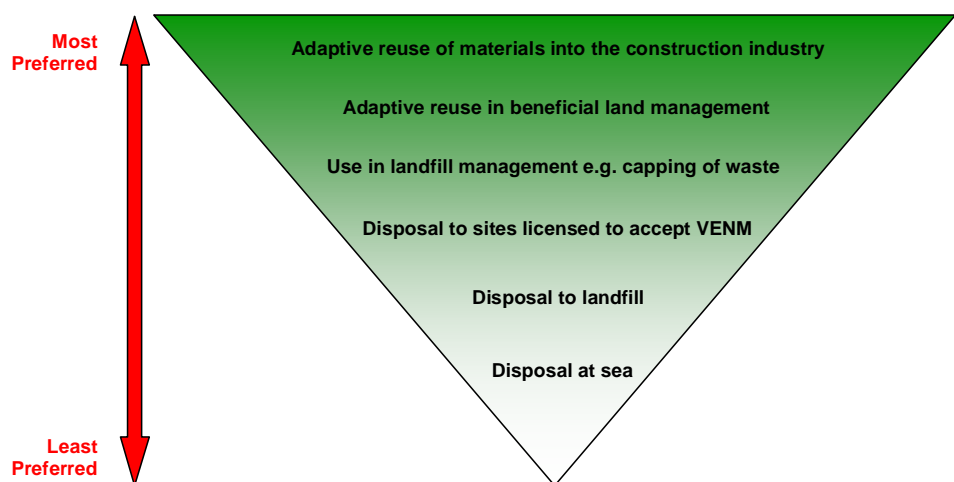 Most
Preferred
Adaptive reuse of materials into the construction industry
Adaptive reuse in beneficial land management
Use in landfill management e.g. capping of waste
Disposal to sites licensed to accept VENM
Disposal to landfill
Disposal at sea
Least
Preferred